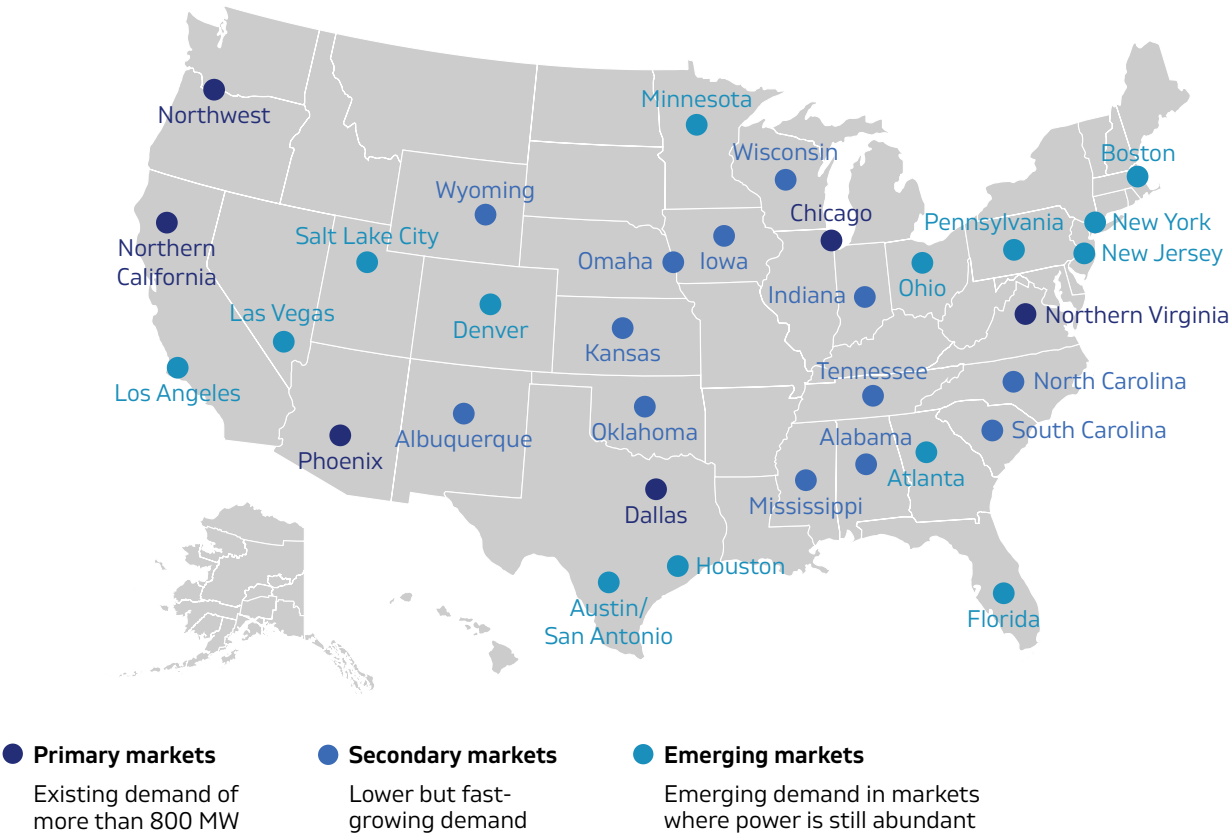 Northwest
Minnesota
Wisconsin
Boston
Wyoming
Chicago
Pennsylvania
New York
Northern
California
Salt Lake City
Omaha
Iowa
Ohio
New Jersey
Indiana
Las Vegas
Denver
Northern Virginia
Kansas
Tennessee
Los Angeles
North Carolina
Albuquerque
Oklahoma
Alabama
South Carolina
Phoenix
Atlanta
Mississippi
Dallas
Houston
Austin/
San Antonio
Florida
Primary markets
Existing demand of
more than 800 MW
Secondary markets
Lower but fast-
growing demand
Emerging markets
Emerging demand in markets
where power is still abundant